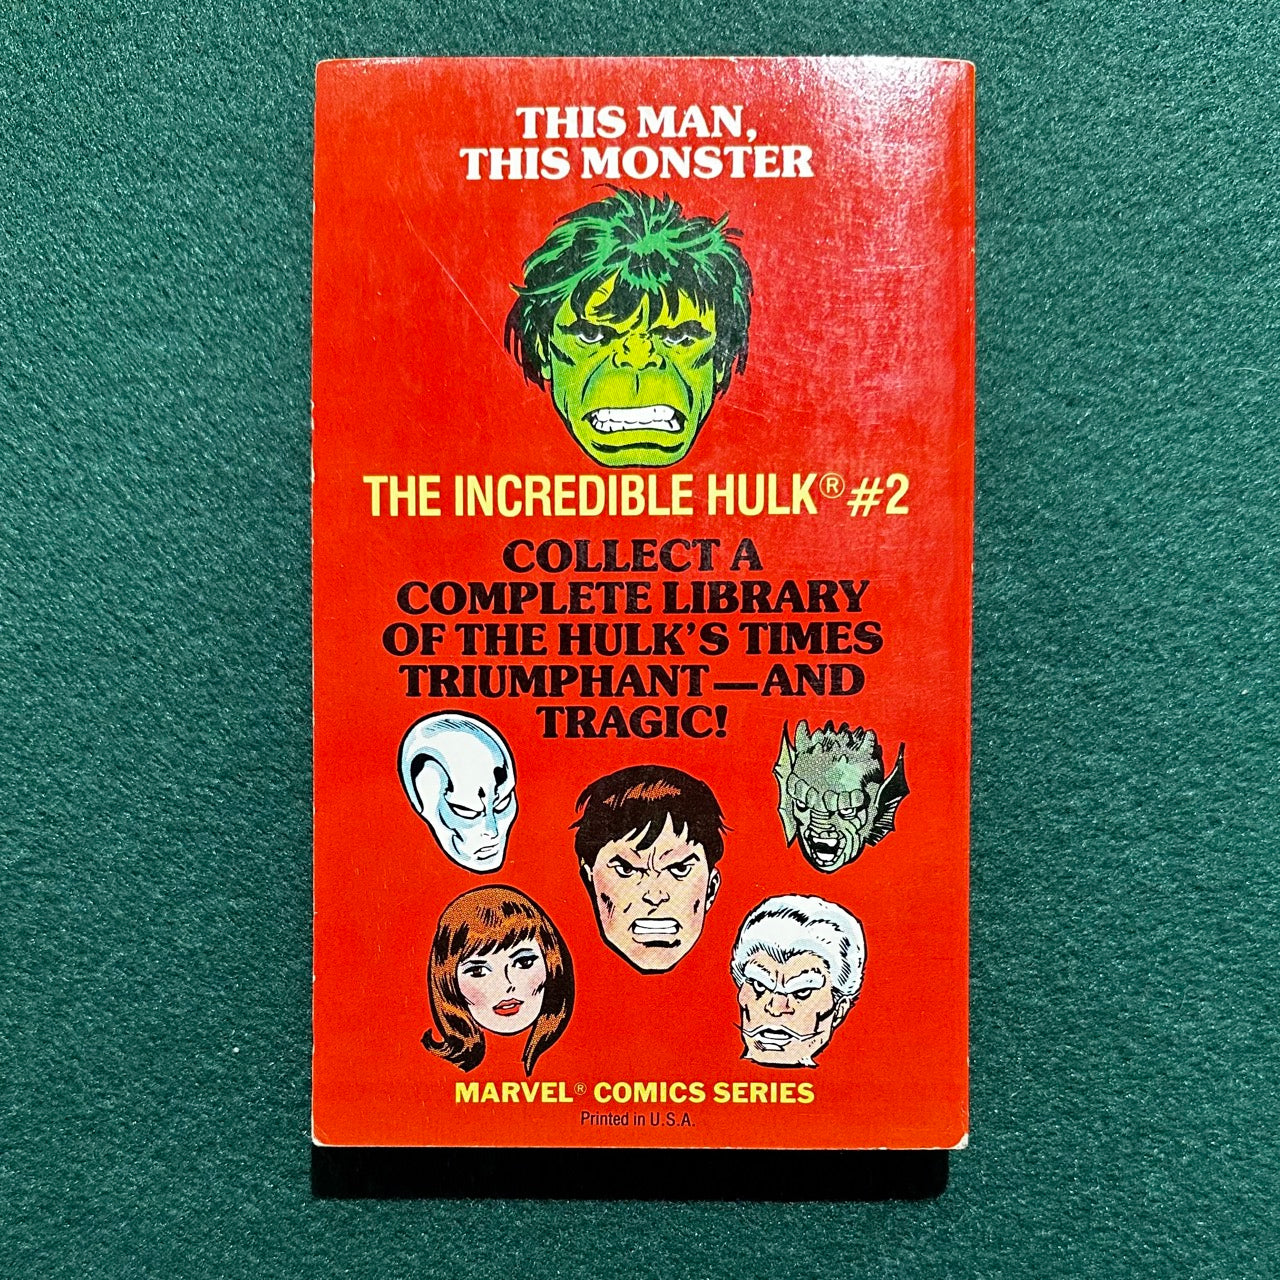 THIS MAN,
THIS MONSTER
THE INCREDIBLE HULK® #2
COLLECT A
COMPLETE LIBRARY
OF THE HULK'S TIMES
TRIUMPHANT—AND
TRAGIC!
MARVEL® COMICS SERIES
Printed in U.S.A.